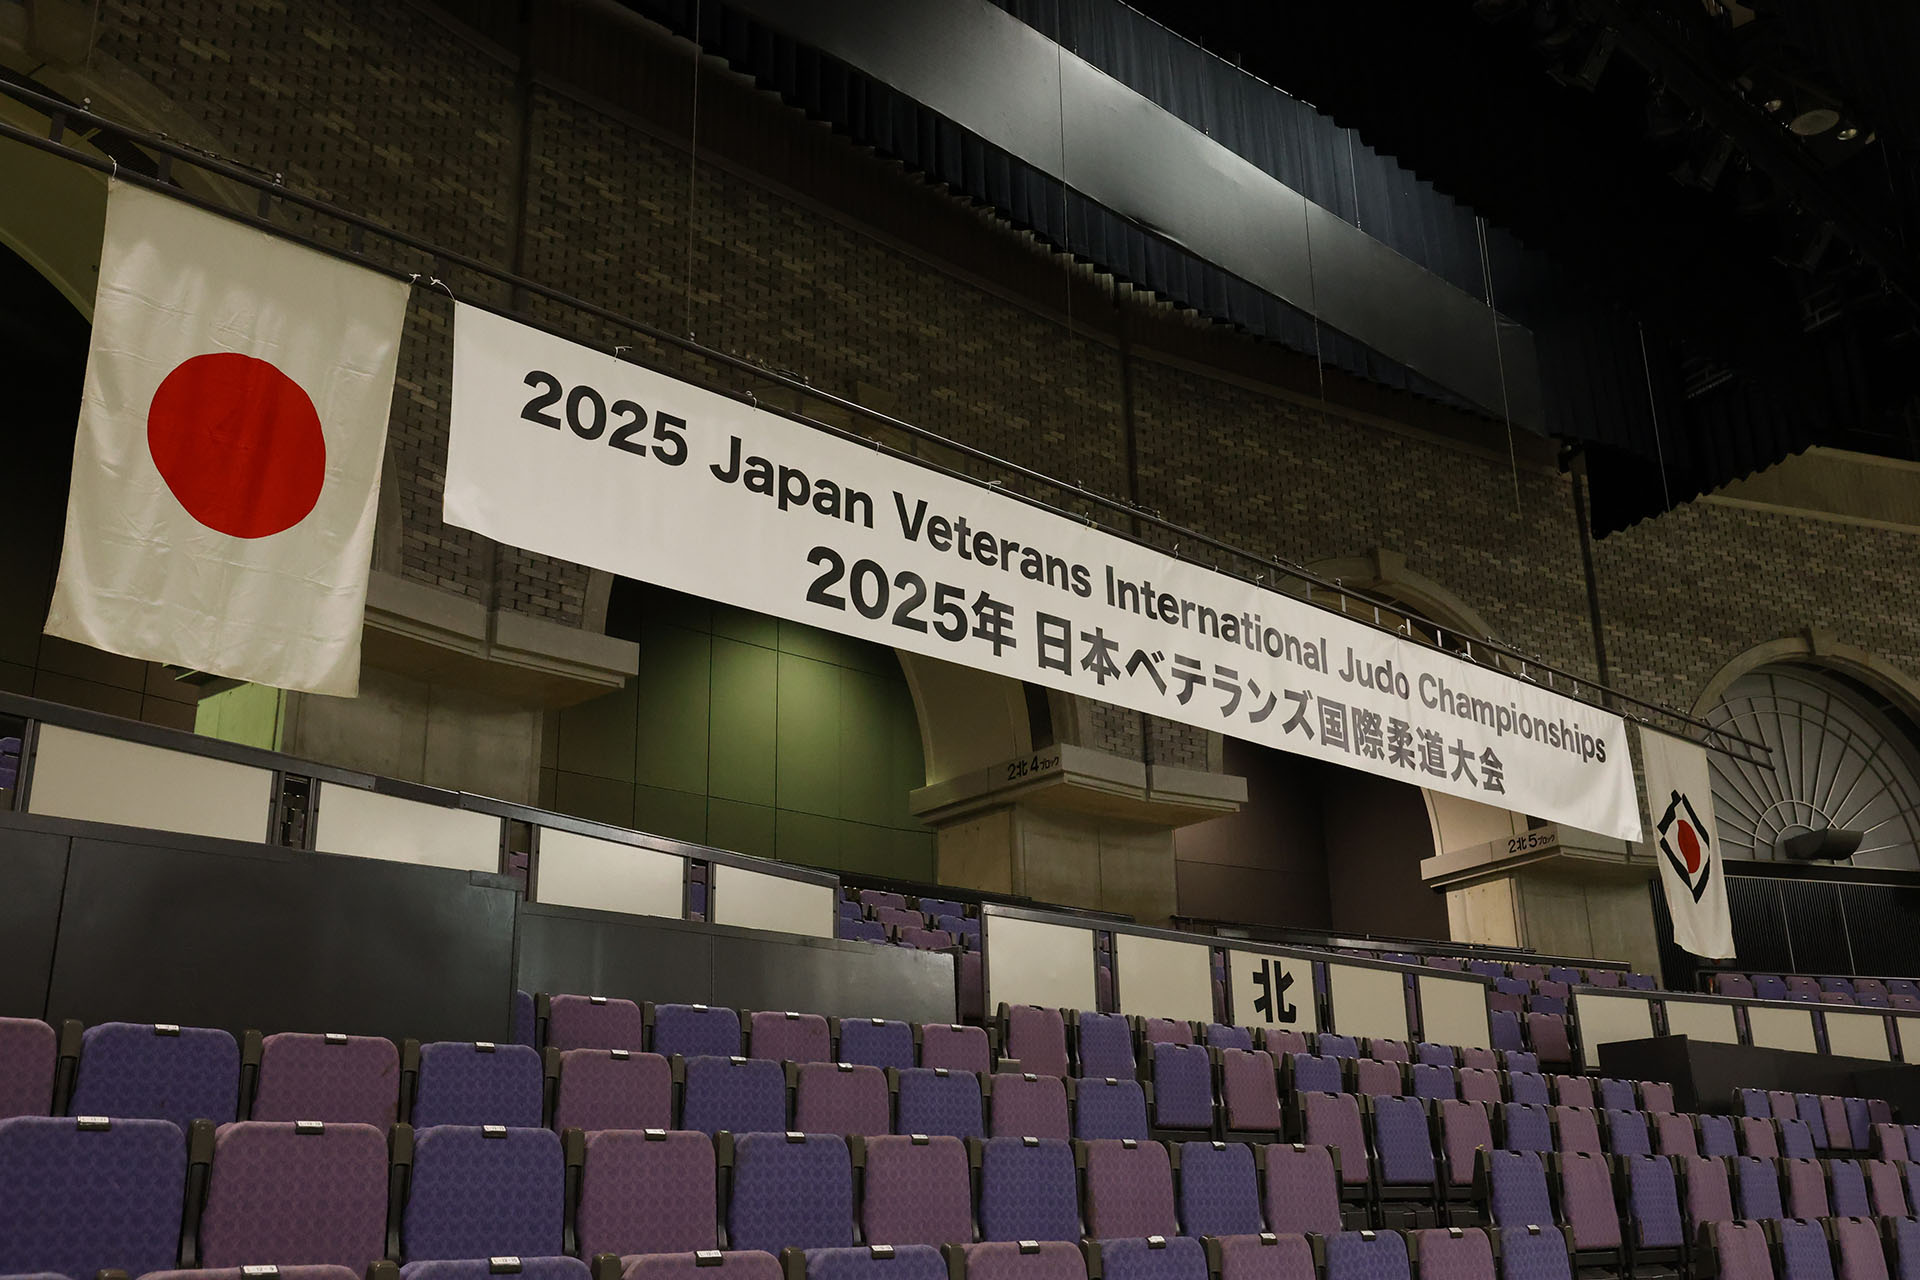 2025 Japan Veterans International Judo Championships
2025年 日本ベテランズ国際柔道大会
2北4ブロック
2北5ブロック
北